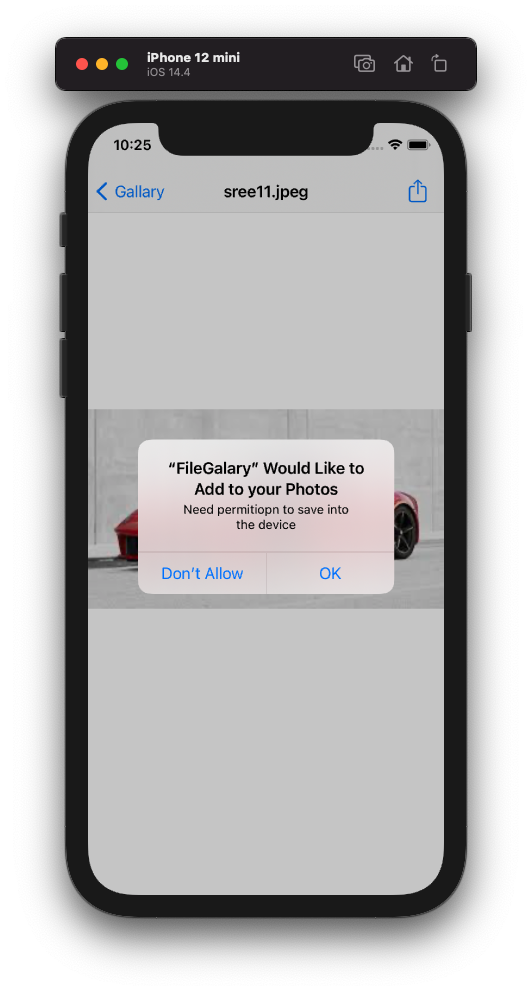 iPhone 12 mini
iOS 14.4
10:25
Gallary
sree11.jpeg
“FileGalary” Would Like to
Add to your Photos
Need permitiopn to save into
the device
Don’t Allow
OK